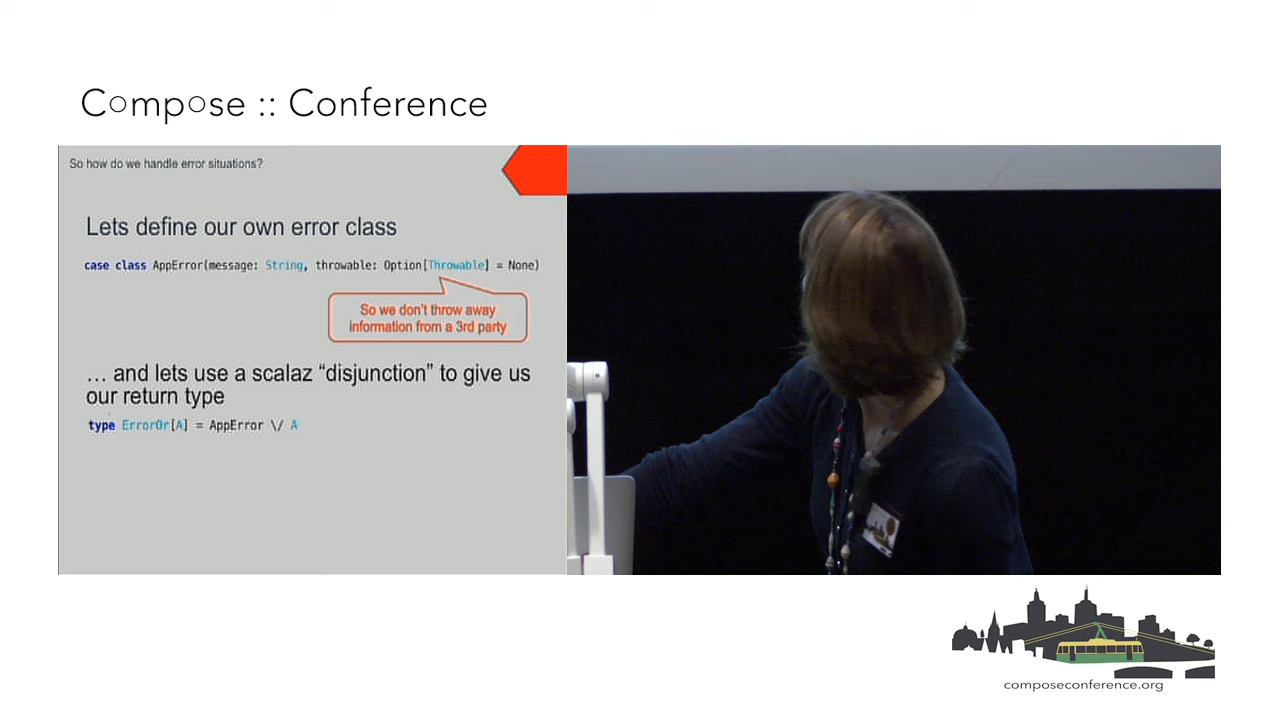 Compose :: Conference
So how do we handle error situations?
Lets define our own error class
case class AppError(message: String, throwable: Option[Throwable] = None)
So we don't throw away
information from a 3rd party
… and lets use a scalaz “disjunction” to give us
our return type
type ErrorOr[A] = AppError \/ A
composeconference.org